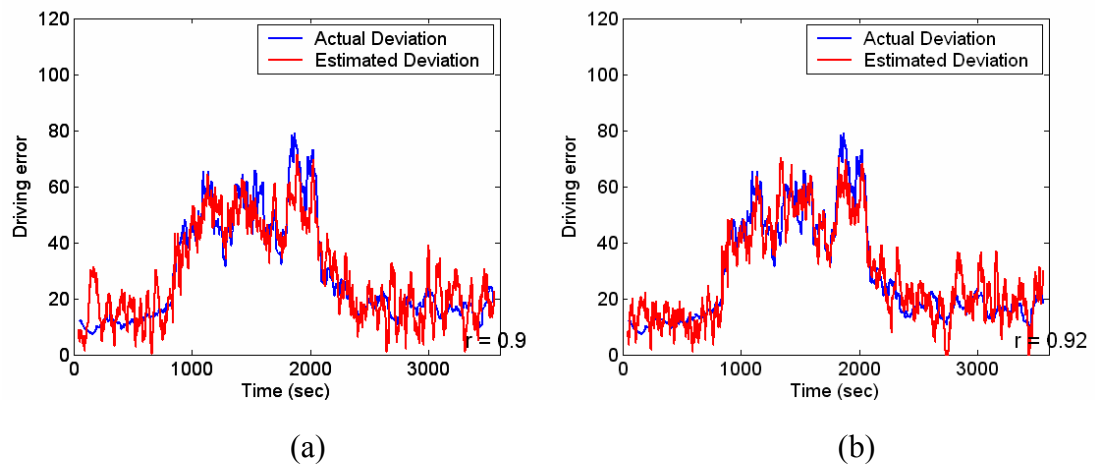 120
100
80
60
40
20
0
Driving error
Actual Deviation
Estimated Deviation
r = 0.9
0 1000 2000 3000
Time (sec)
(a)
120
100
80
60
40
20
0
Driving error
Actual Deviation
Estimated Deviation
r = 0.92
0 1000 2000 3000
Time (sec)
(b)